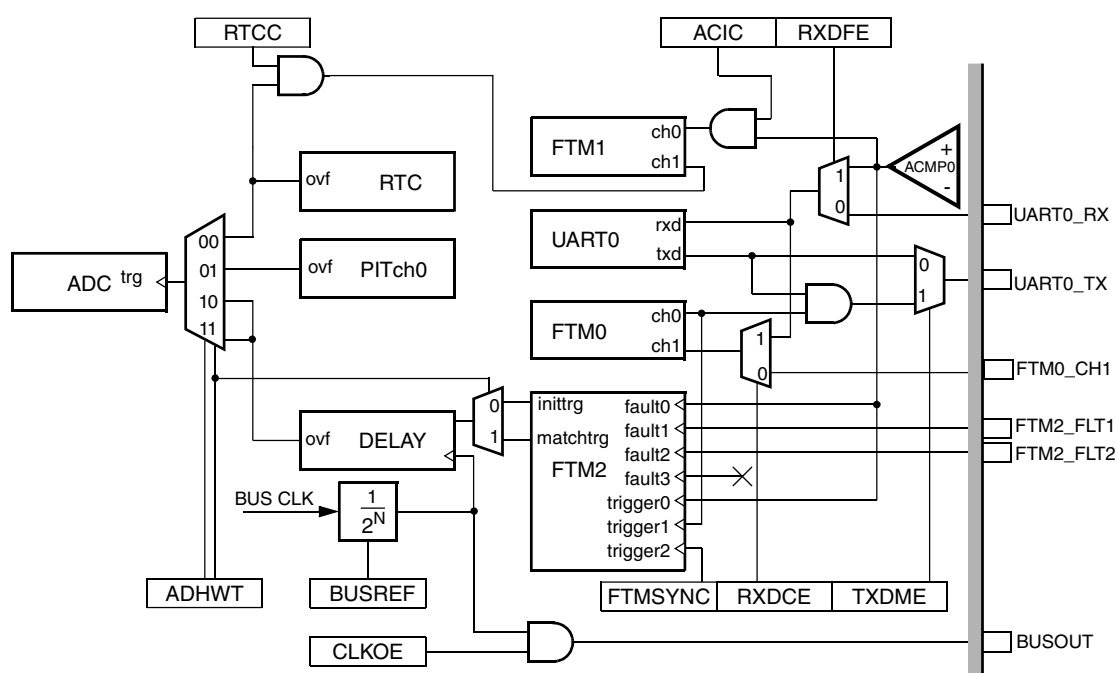 RTCC
ACIC
RXDFE
FTM1
ch0
ch1
ACMP0
+
-
1
0
ovf
RTC
UART0
rxd
txd
UART0_RX
00
01
10
11
ADC
trg
ovf
PITch0
0
1
UART0_TX
FTM0
ch0
ch1
1
0
FTM0_CH1
0
1
inittrg
matchtrg
FTM2
fault0
fault1
fault2
fault3
trigger0
trigger1
trigger2
FTM2_FLT1
FTM2_FLT2
ovf
DELAY
BUS CLK
1
2N
ADHWT
BUSREF
FTMSYNC
RXDCE
TXDME
CLKOE
BUSOUT